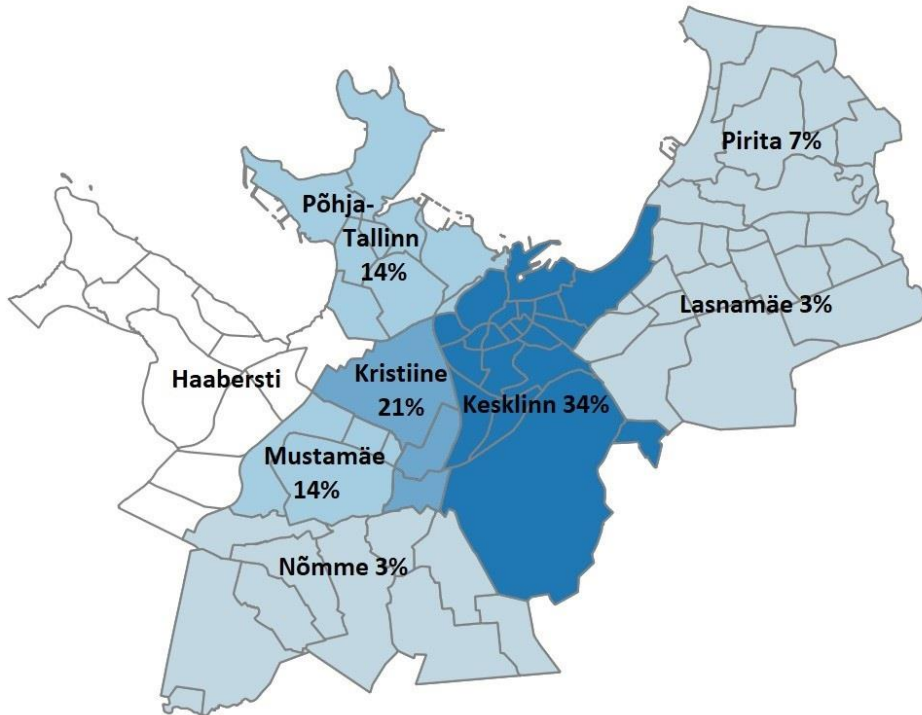 Pirita 7%
Põhja-
Tallinn
14%
Lasnamäe 3%
Haabersti
Kristiine
21%
Kesklinn 34%
Mustamäe
14%
Nõmme 3%